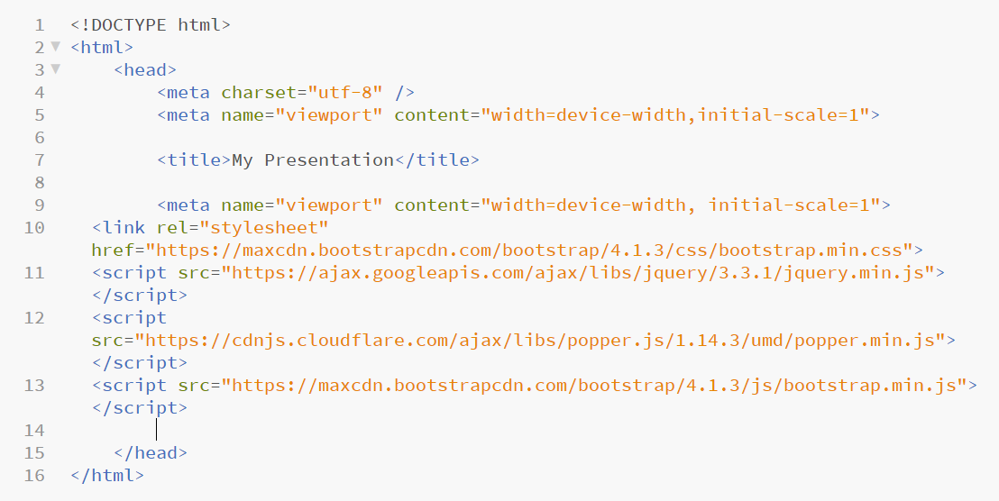 1 <!DOCTYPE html>
2 <html>
3 <head>
4 <meta charset="utf-8" />
5 <meta name="viewport" content="width=device-width,initial-scale=1">
6
7 <title>My Presentation</title>
8
9 <meta name="viewport" content="width=device-width, initial-scale=1">
10 <link rel="stylesheet"
href="https://maxcdn.bootstrapcdn.com/bootstrap/4.1.3/css/bootstrap.min.css">
11 <script src="https://ajax.googleapis.com/ajax/libs/jquery/3.3.1/jquery.min.js">
</script>
12 <script
src="https://cdnjs.cloudflare.com/ajax/libs/popper.js/1.14.3/umd/popper.min.js">
</script>
13 <script src="https://maxcdn.bootstrapcdn.com/bootstrap/4.1.3/js/bootstrap.min.js">
</script>
14
15 </head>
16 </html>